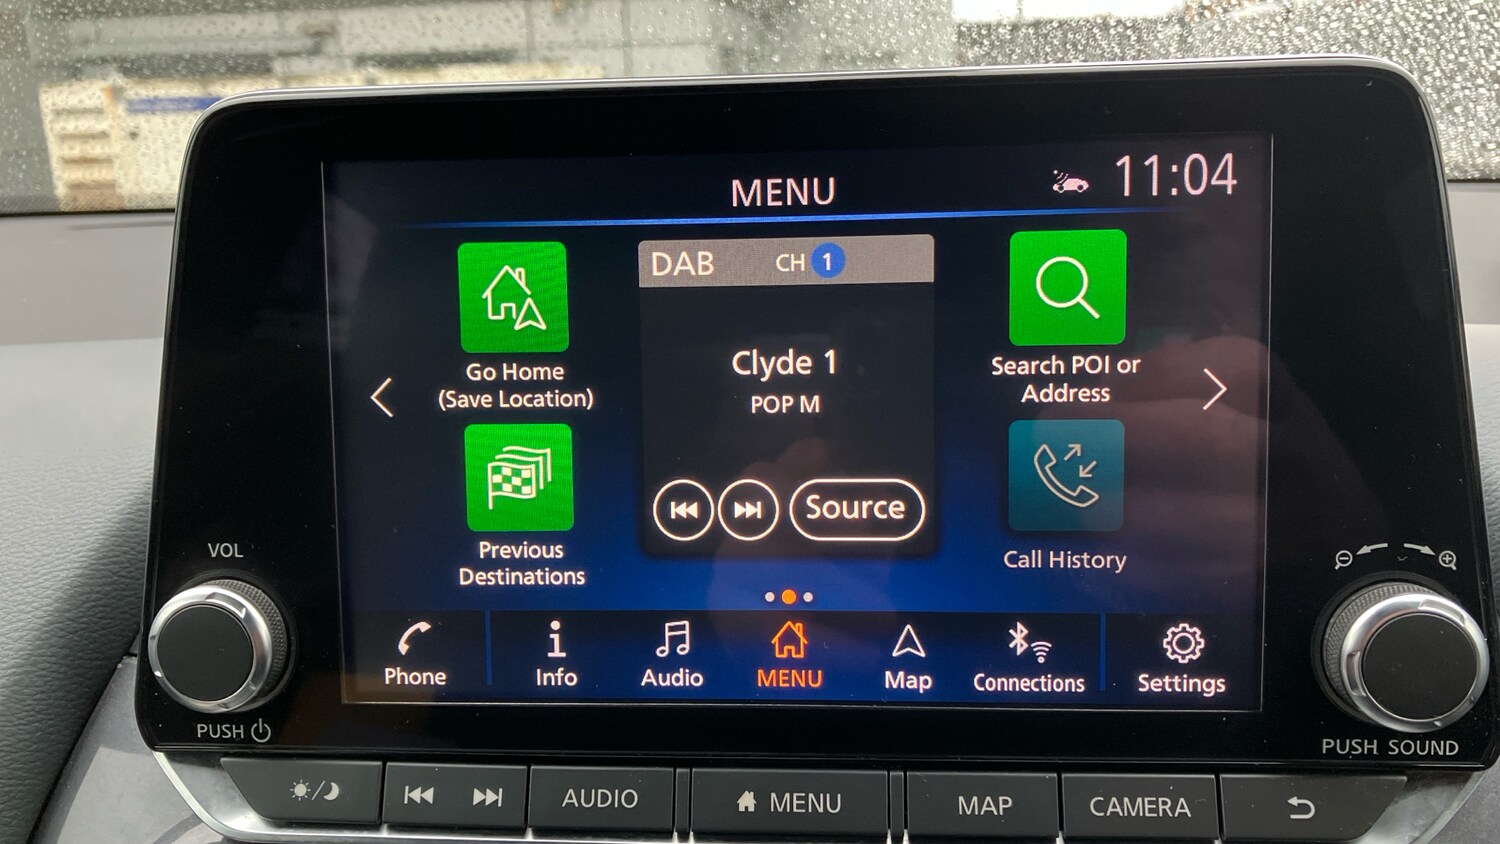 MENU
11:04
DAB CH 1
Go Home
(Save Location)
Clyde 1
POP M
Search POI or
Address
Source
Previous
Destinations
Call History
Phone
Info
Audio
MENU
Map
Connections
Settings
VOL
PUSH
PUSH SOUND
AUDIO
MENU
MAP
CAMERA